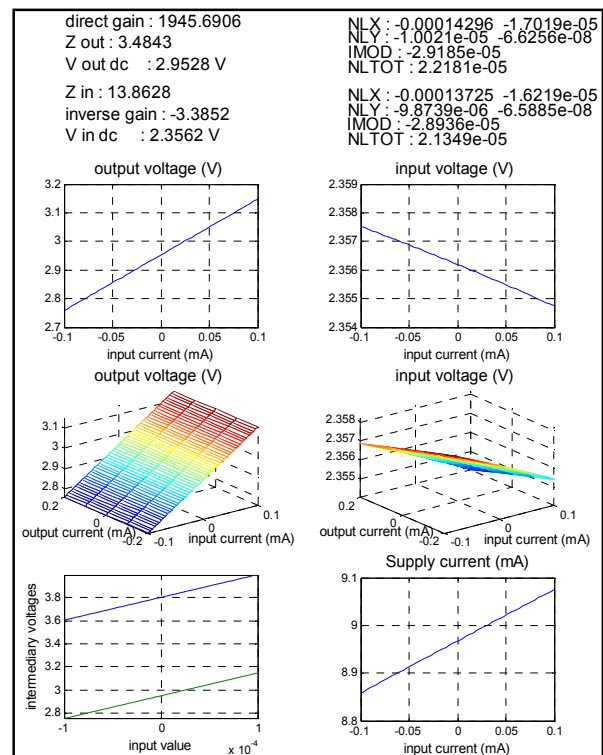 direct gain : 1945.6906
Z out : 3.4843
V out dc : 2.9528 V
Z in : 13.8628
inverse gain : -3.3852
V in dc : 2.3562 V
NLX : -0.00014296 -1.7019e-05
NLY : -1.0021e-05 -6.6256e-08
IMOD : -2.9185e-05
NLTOT : 2.2181e-05
NLX : -0.00013725 -1.6219e-05
NLY : -9.8739e-06 -6.5885e-08
IMOD : -2.8936e-05
NLTOT : 2.1349e-05
output voltage (V)
3.2
3.1
3
2.9
2.8
2.7
-0.1 -0.05 0 0.05 0.1
input current (mA)
input voltage (V)
2.359
2.358
2.357
2.356
2.355
2.354
-0.1 -0.05 0 0.05 0.1
input current (mA)
output voltage (V)
3.1
3
2.9
2.8
0.2 0 -0.2
output current (mA)
-0.1 0 0.1
input current (mA)
input voltage (V)
2.358
2.357
2.356
2.355
0.2 0 -0.2
output current (mA)
-0.1 0 0.1
input current (mA)
intermediary voltages
3.8
3.6
3.4
3.2
3
2.8
-1 0 1
input value x 10^-4
Supply current (mA)
9.1
9
8.9
8.8
-0.1 -0.05 0 0.05 0.1
input current (mA)